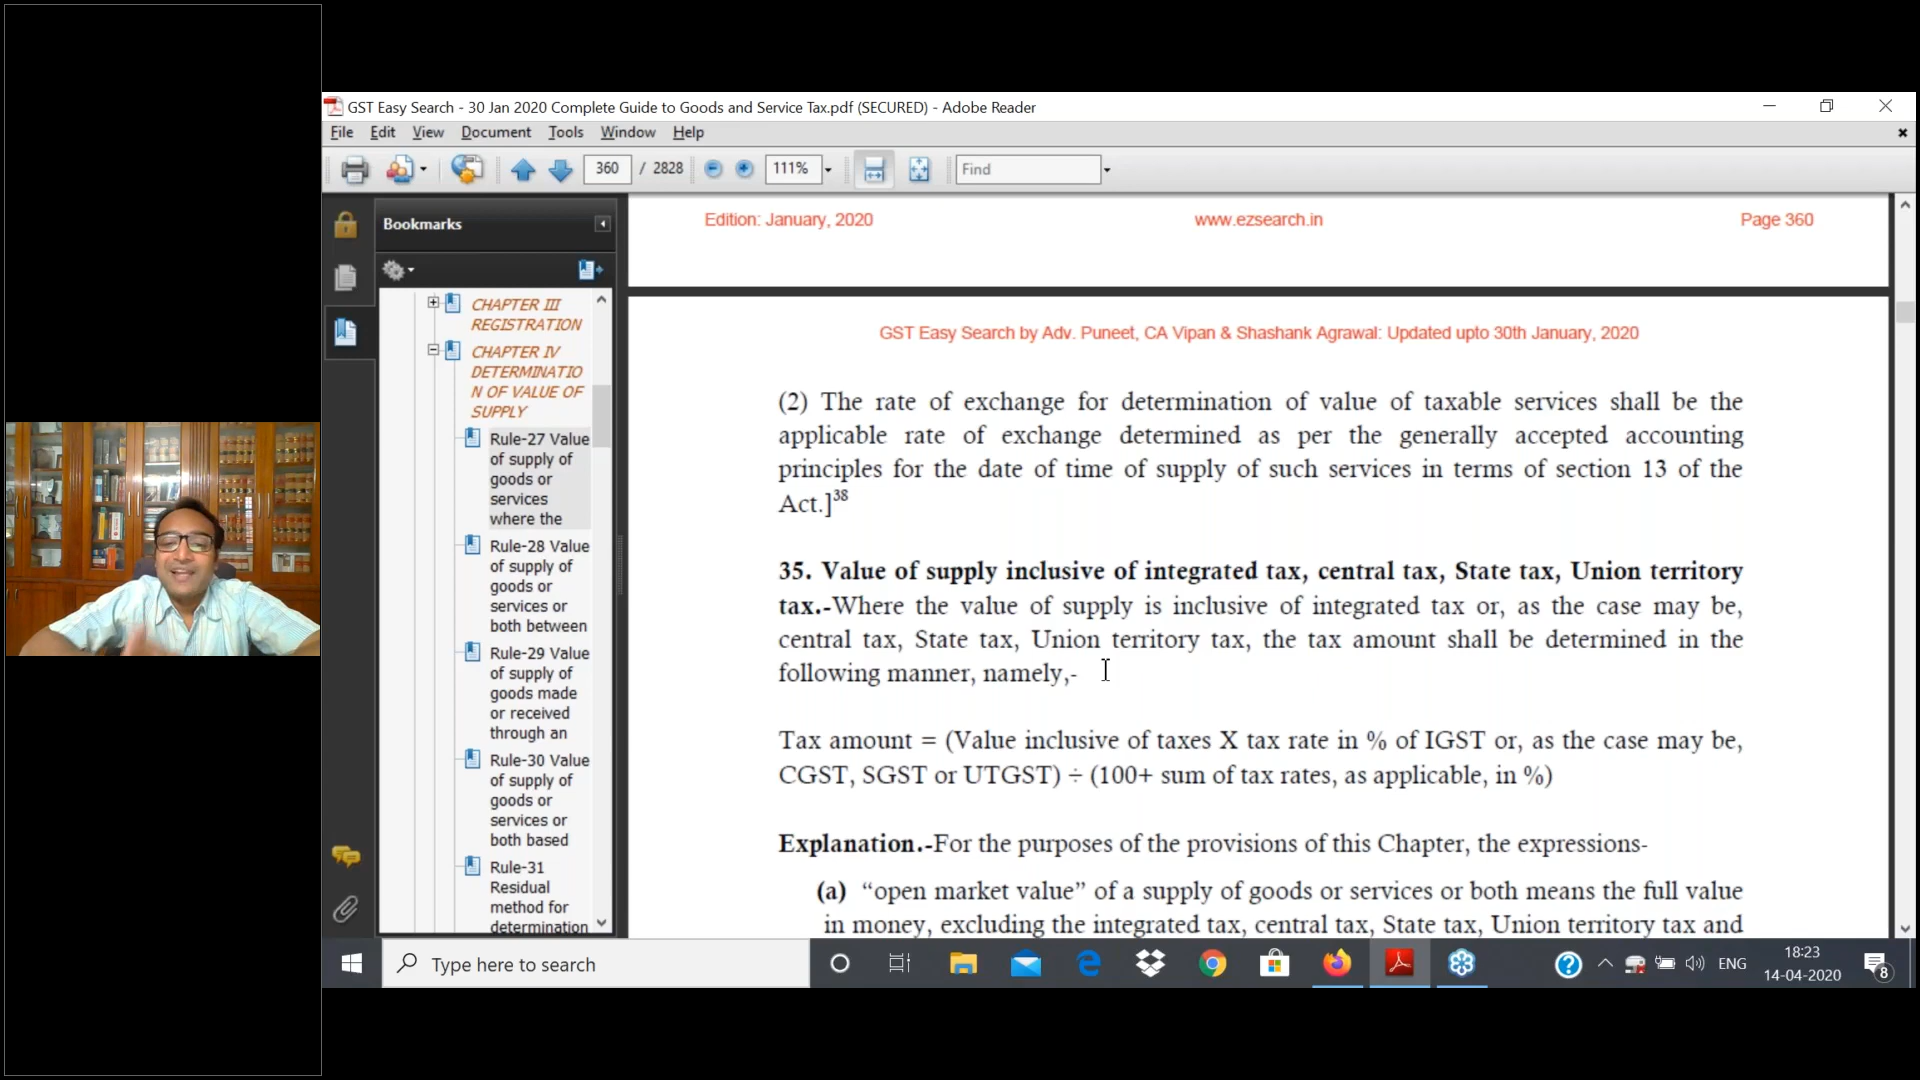 GST Easy Search - 30 Jan 2020 Complete Guide to Goods and Service Tax.pdf (SECURED) - Adobe Reader
File Edit View Document Tools Window Help
360 / 2828 111% Find
Bookmarks
CHAPTER III
REGISTRATION
CHAPTER IV
DETERMINATIO
N OF VALUE OF
SUPPLY
Rule-27 Value
of supply of
goods or
services
where the
Rule-28 Value
of supply of
goods or
services or
both between
Rule-29 Value
of supply of
goods made
or received
through an
Rule-30 Value
of supply of
goods or
services or
both based
Rule-31
Residual
method for
determination
Edition: January, 2020 www.ezsearch.in Page 360
GST Easy Search by Adv. Puneet, CA Vipan & Shashank Agrawal: Updated upto 30th January, 2020
(2) The rate of exchange for determination of value of taxable services shall be the
applicable rate of exchange determined as per the generally accepted accounting
principles for the date of time of supply of such services in terms of section 13 of the
Act.]38
35. Value of supply inclusive of integrated tax, central tax, State tax, Union territory
tax.-Where the value of supply is inclusive of integrated tax or, as the case may be,
central tax, State tax, Union territory tax, the tax amount shall be determined in the
following manner, namely,-
Tax amount = (Value inclusive of taxes X tax rate in % of IGST or, as the case may be,
CGST, SGST or UTGST) ÷ (100+ sum of tax rates, as applicable, in %)
Explanation.-For the purposes of the provisions of this Chapter, the expressions-
(a) “open market value” of a supply of goods or services or both means the full value
in money, excluding the integrated tax, central tax, State tax, Union territory tax and
Type here to search
ENG
18:23
14-04-2020
8